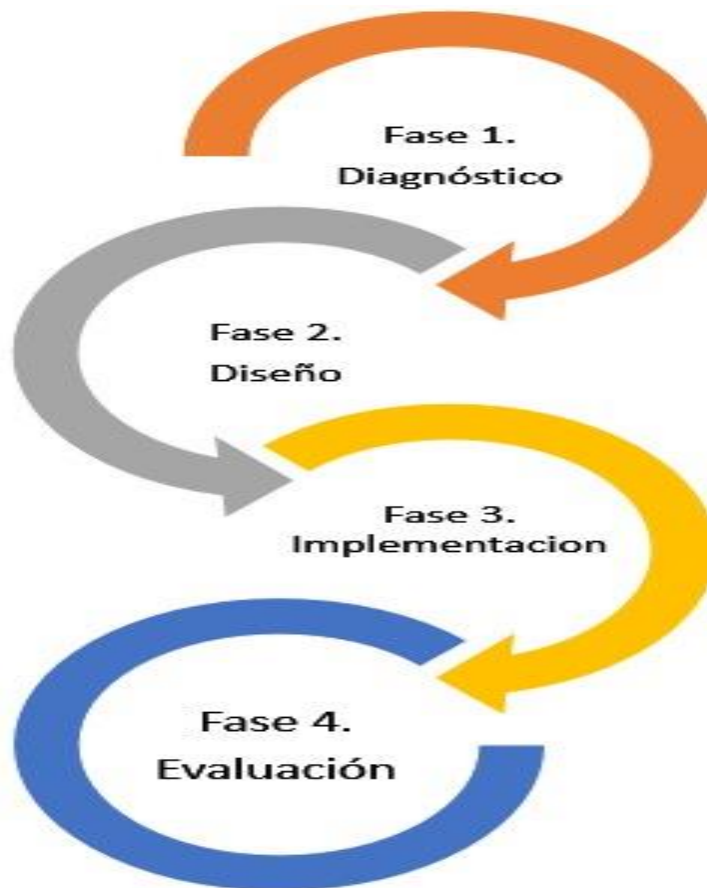 Fase 1.
Diagnóstico
Fase 2.
Diseño
Fase 3.
Implementacion
Fase 4.
Evaluación